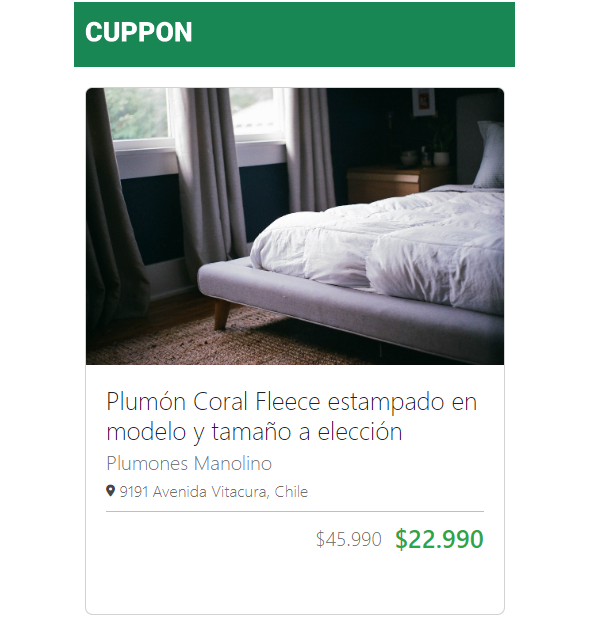 CUPPON
Plumón Coral Fleece estampado en
modelo y tamaño a elección
Plumones Manolino
9191 Avenida Vitacura, Chile
$45.990 $22.990